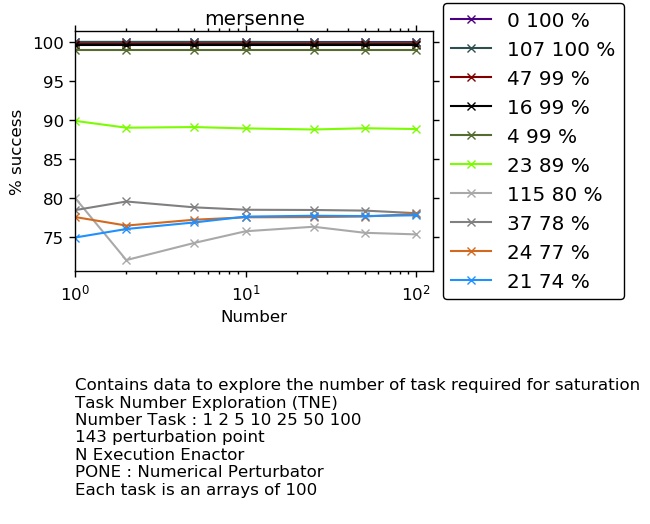 mersenne
100
95
90
85
80
75
% success
10^0
10^1
10^2
Number
0 100 %
107 100 %
47 99 %
16 99 %
4 99 %
23 89 %
115 80 %
37 78 %
24 77 %
21 74 %
Contains data to explore the number of task required for saturation
Task Number Exploration (TNE)
Number Task : 1 2 5 10 25 50 100
143 perturbation point
N Execution Enactor
PONE : Numerical Perturbator
Each task is an arrays of 100